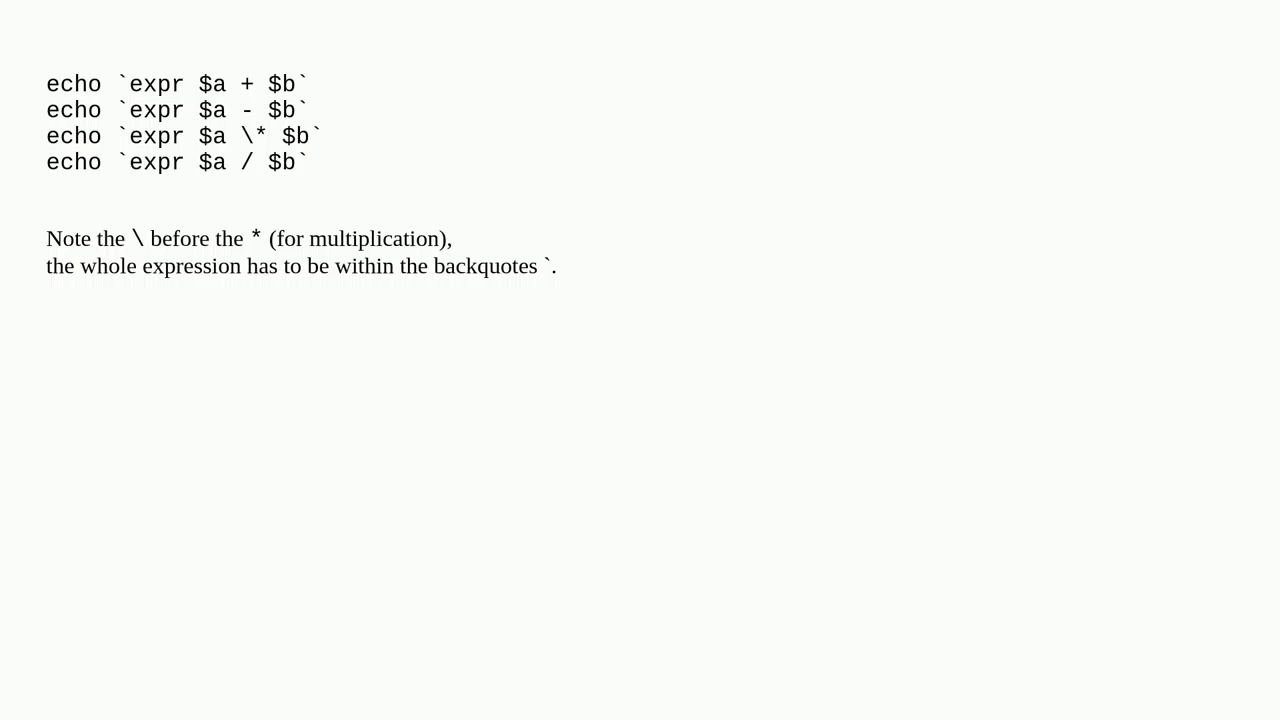 echo `expr $a + $b`
echo `expr $a - $b`
echo `expr $a \* $b`
echo `expr $a / $b`
Note the \ before the * (for multiplication),
the whole expression has to be within the backquotes `.